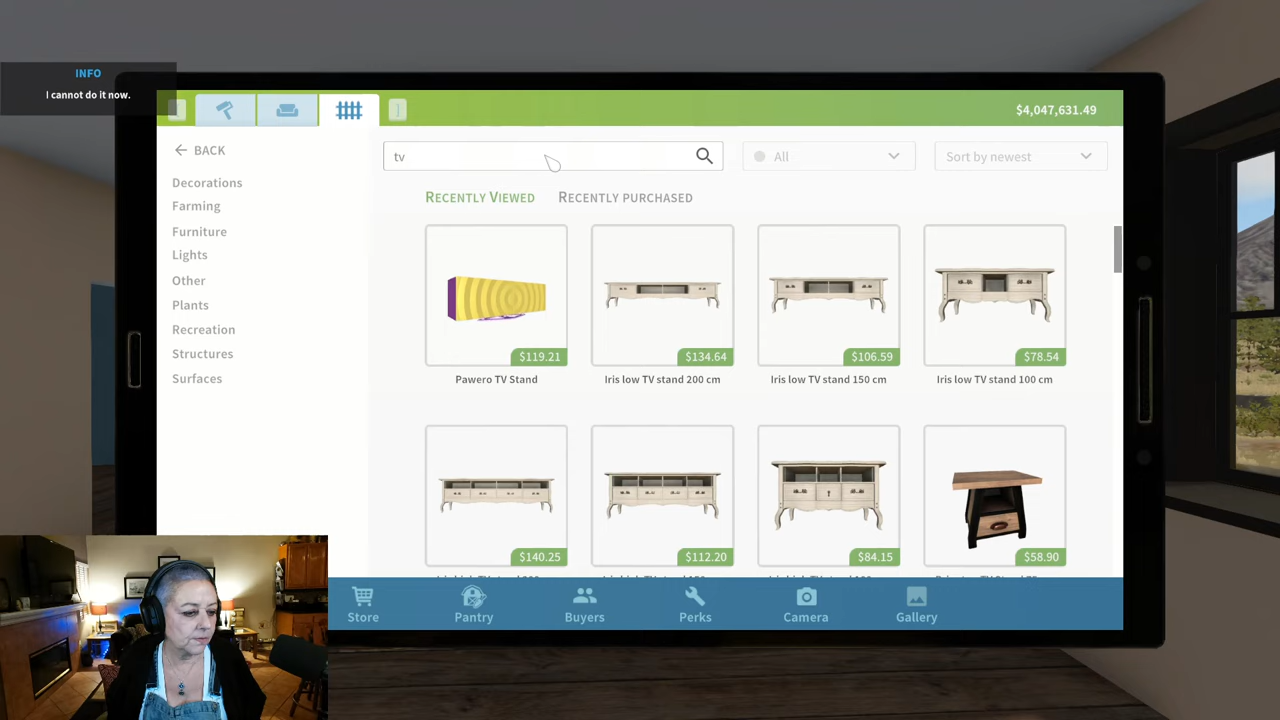 INFO
I cannot do it now.
$4,047,631.49
BACK
tv
All
Sort by newest
Decorations
Farming
Furniture
Lights
Other
Plants
Recreation
Structures
Surfaces
RECENTLY VIEWED
RECENTLY PURCHASED
$119.21
$134.64
$106.59
$78.54
Pawero TV Stand
Iris low TV stand 200 cm
Iris low TV stand 150 cm
Iris low TV stand 100 cm
$140.25
$112.20
$84.15
$58.90
Store
Pantry
Buyers
Perks
Camera
Gallery